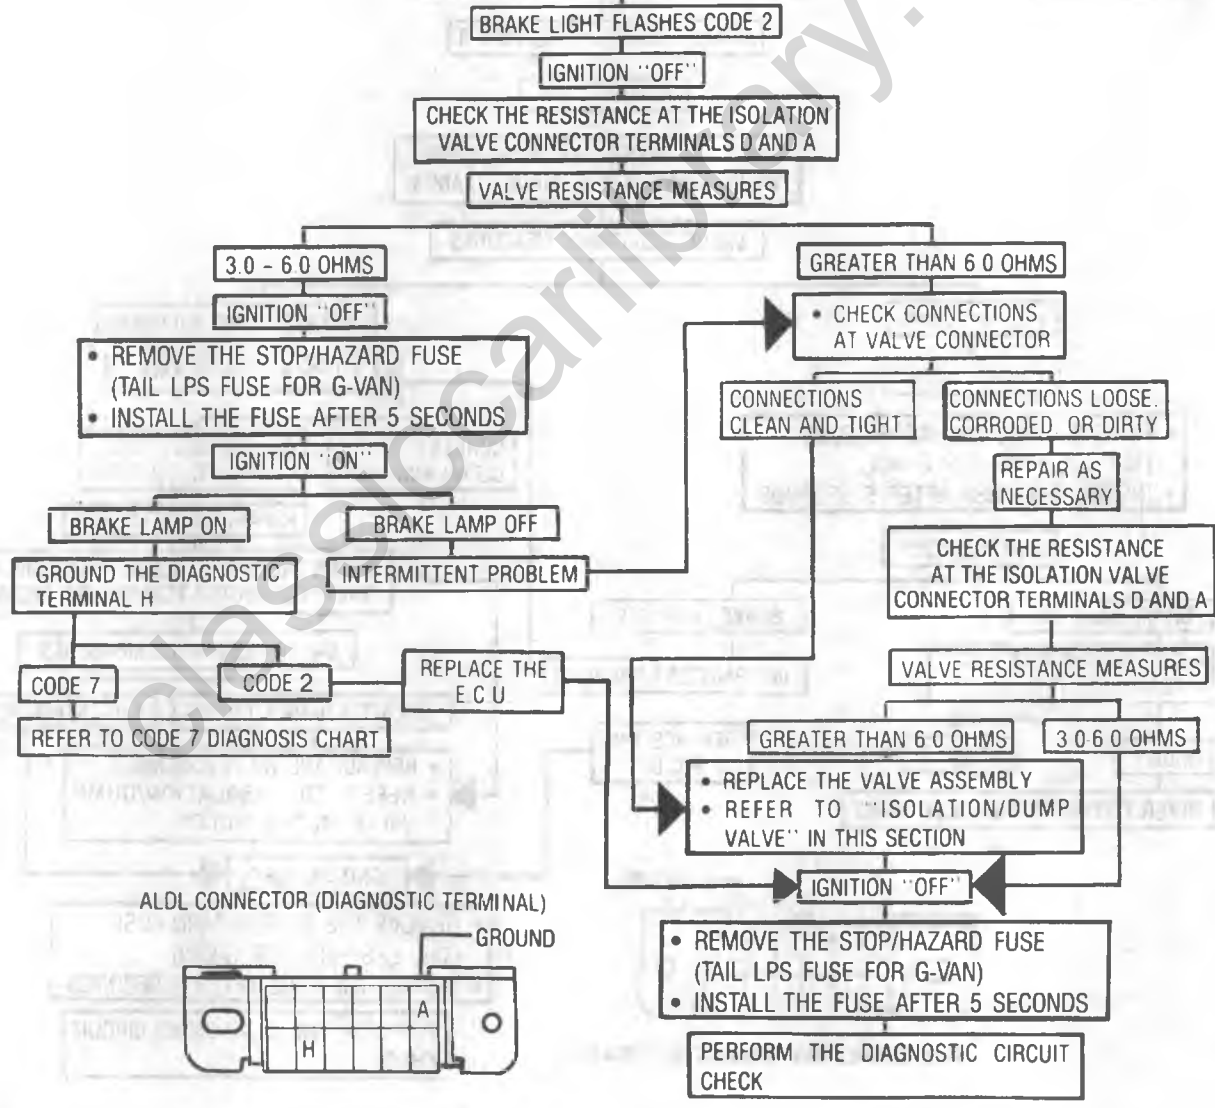 BRAKE LIGHT FLASHES CODE 2
IGNITION "OFF"
CHECK THE RESISTANCE AT THE ISOLATION
VALVE CONNECTOR TERMINALS D AND A
VALVE RESISTANCE MEASURES
3.0 - 6.0 OHMS
GREATER THAN 6 0 OHMS
IGNITION "OFF"
• CHECK CONNECTIONS
AT VALVE CONNECTOR
• REMOVE THE STOP/HAZARD FUSE
(TAIL LPS FUSE FOR G-VAN)
• INSTALL THE FUSE AFTER 5 SECONDS
CONNECTIONS
CLEAN AND TIGHT
CONNECTIONS LOOSE.
CORRODED. OR DIRTY
IGNITION "ON"
REPAIR AS
NECESSARY
BRAKE LAMP ON
BRAKE LAMP OFF
CHECK THE RESISTANCE
AT THE ISOLATION VALVE
CONNECTOR TERMINALS D AND A
GROUND THE DIAGNOSTIC
TERMINAL H
INTERMITTENT PROBLEM
VALVE RESISTANCE MEASURES
CODE 7
CODE 2
REPLACE THE
E C U
REFER TO CODE 7 DIAGNOSIS CHART
GREATER THAN 6 0 OHMS
3 0-6 0 OHMS
• REPLACE THE VALVE ASSEMBLY
• REFER TO "ISOLATION/DUMP
VALVE" IN THIS SECTION
IGNITION "OFF"
ALDL CONNECTOR (DIAGNOSTIC TERMINAL)
GROUND
A
H
• REMOVE THE STOP/HAZARD FUSE
(TAIL LPS FUSE FOR G-VAN)
• INSTALL THE FUSE AFTER 5 SECONDS
PERFORM THE DIAGNOSTIC CIRCUIT
CHECK
classiccarlibrary.